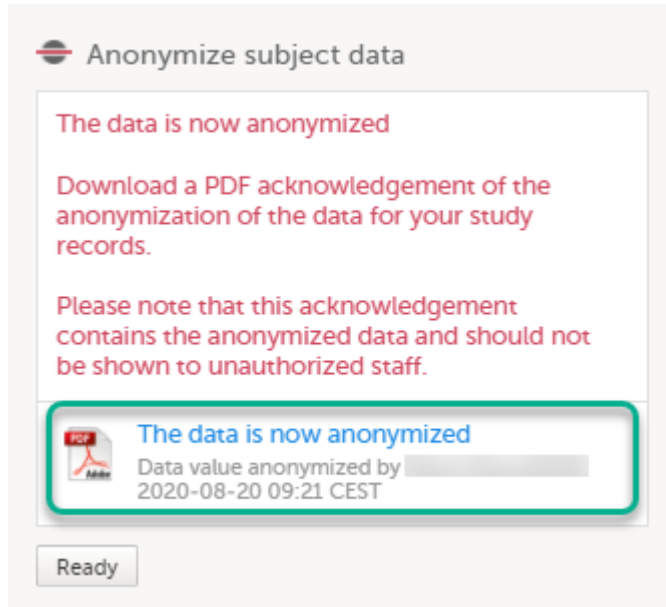 Anonymize subject data
The data is now anonymized
Download a PDF acknowledgement of the
anonymization of the data for your study
records.
Please note that this acknowledgement
contains the anonymized data and should not
be shown to unauthorized staff.
PDF
Adobe
The data is now anonymized
Data value anonymized by
2020-08-20 09:21 CEST
Ready